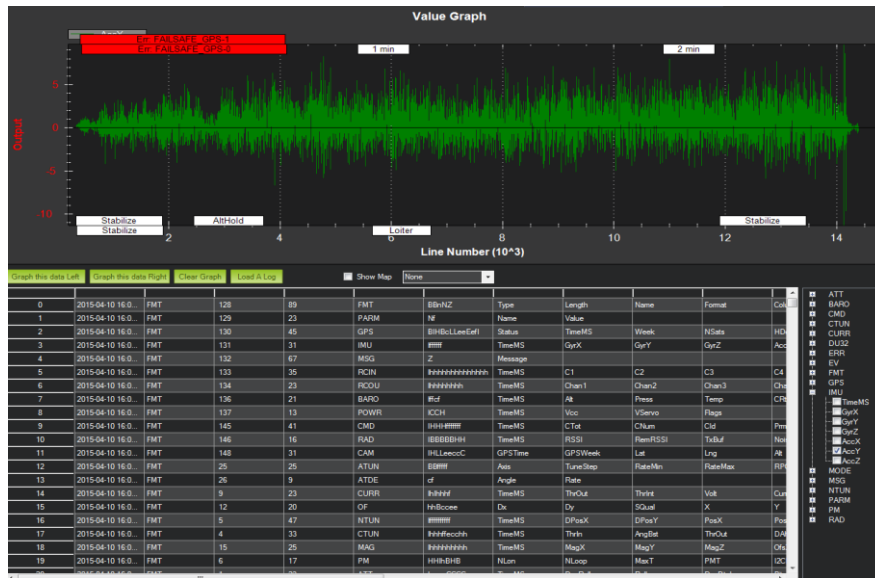 Value Graph
AccX
Err: FAILSAFE_GPS-1
Err: FAILSAFE_GPS-0
1 min
2 min
5
0
-5
-10
Output
Stabilize
AltHold
Stabilize
Stabilize
Loiter
2
4
6
8
10
12
14
Line Number (10^3)
Graph this data Left
Graph this data Right
Clear Graph
Load A Log
Show Map
None
0 2015-04-10 16:0... FMT 128 89 FMT BBnNZ Type Length Name Format Colu
1 2015-04-10 16:0... FMT 129 23 PARM Nf Name Value
2 2015-04-10 16:0... FMT 130 45 GPS BIHBcLLeeEefI Status TimeMS Week NSats HD
3 2015-04-10 16:0... FMT 131 31 IMU Iffffff TimeMS GyrX GyrY GyrZ Acc
4 2015-04-10 16:0... FMT 132 67 MSG Z Message
5 2015-04-10 16:0... FMT 133 35 RCIN Ihhhhhhhhhhhhhh TimeMS C1 C2 C3 C4
6 2015-04-10 16:0... FMT 134 23 RCOU Ihhhhhhhh TimeMS Chan1 Chan2 Chan3 Cha
7 2015-04-10 16:0... FMT 136 21 BARO Iffcf TimeMS Alt Press Temp CRt
8 2015-04-10 16:0... FMT 137 13 POWR ICCH TimeMS Vcc VServo Flags
9 2015-04-10 16:0... FMT 145 41 CMD IHHHfffffff TimeMS CTot CNum CId Prm
10 2015-04-10 16:0... FMT 146 16 RAD IBBBBBHH TimeMS RSSI RemRSSI TxBuf Noi
11 2015-04-10 16:0... FMT 148 31 CAM IHLLeeccC GPSTime GPSWeek Lat Lng Alt
12 2015-04-10 16:0... FMT 25 25 ATUN BBfffff Axis TuneStep RateMin RateMax RPG
13 2015-04-10 16:0... FMT 26 9 ATDE cf Angle Rate
14 2015-04-10 16:0... FMT 9 23 CURR IhIhhhf TimeMS ThrOut ThrInt Volt Curr
15 2015-04-10 16:0... FMT 12 20 OF hhBccee Dx Dy SQual X Y
16 2015-04-10 16:0... FMT 5 47 NTUN Iffffffffff TimeMS DPosX DPosY PosX Pos
17 2015-04-10 16:0... FMT 4 33 CTUN Ihhhffecchh TimeMS ThrIn AngBst ThrOut DAl
18 2015-04-10 16:0... FMT 15 25 MAG Ihhhhhhhhh TimeMS MagX MagY MagZ Ofs
19 2015-04-10 16:0... FMT 6 17 PM HHIhBHB NLon NLoop MaxT PMT I2C
ATT
BARO
CMD
CTUN
CURR
DU32
ERR
EV
FMT
GPS
IMU
TimeMS
GyrX
GyrY
GyrZ
AccX
AccY
AccZ
MODE
MSG
NTUN
PARM
PM
RAD